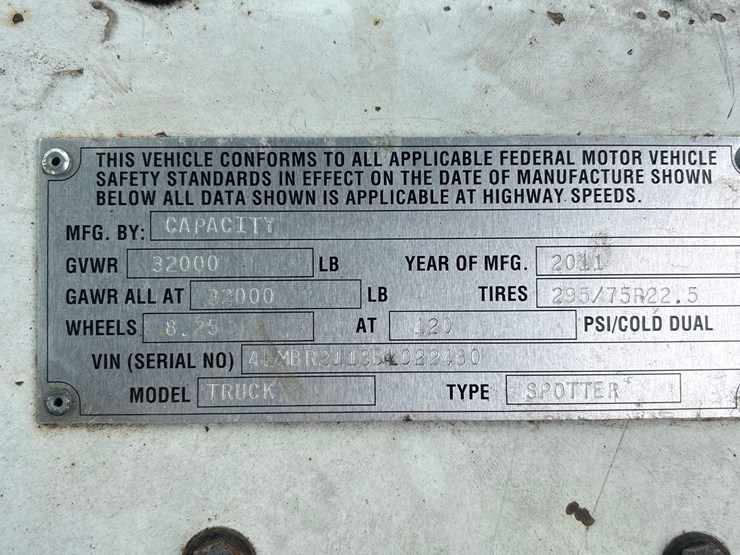 THIS VEHICLE CONFORMS TO ALL APPLICABLE FEDERAL MOTOR VEHICLE
SAFETY STANDARDS IN EFFECT ON THE DATE OF MANUFACTURE SHOWN
BELOW ALL DATA SHOWN IS APPLICABLE AT HIGHWAY SPEEDS.
MFG. BY: CAPACITY
GVWR 32000 LB YEAR OF MFG. 2011
GAWR ALL AT 32000 LB TIRES 295/75R22.5
WHEELS 8.25 AT 120 PSI/COLD DUAL
VIN (SERIAL NO)
MODEL TRUCK TYPE SPOTTER